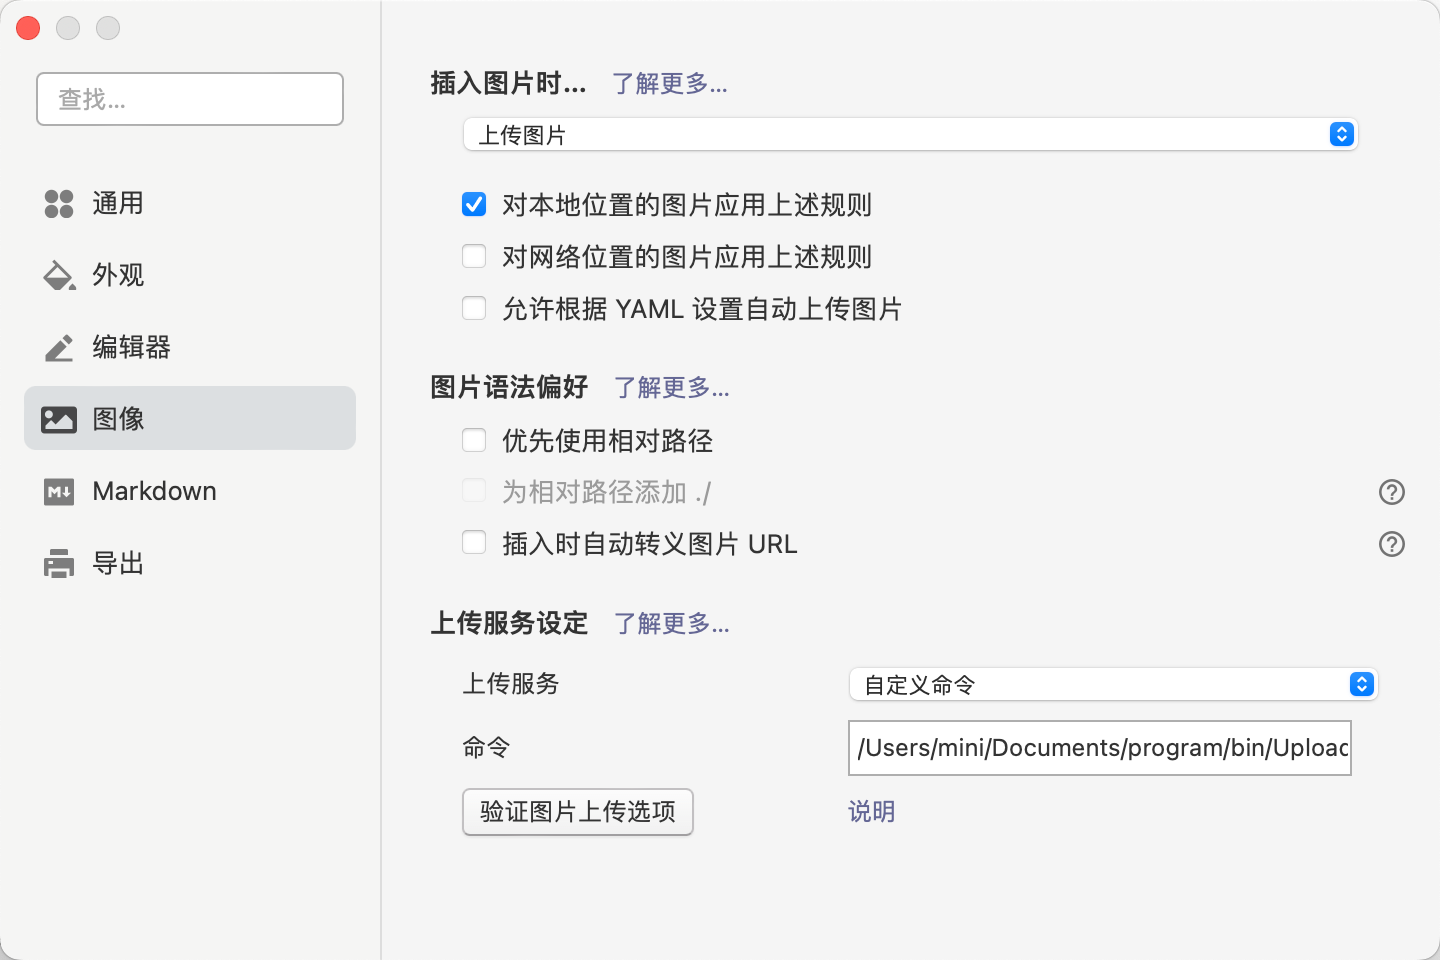 查找...
通用
外观
编辑器
图像
Markdown
导出
插入图片时... 了解更多...
上传图片
对本地位置的图片应用上述规则
对网络位置的图片应用上述规则
允许根据 YAML 设置自动上传图片
图片语法偏好 了解更多...
优先使用相对路径
为相对路径添加 ./
插入时自动转义图片 URL
上传服务设定 了解更多...
上传服务 自定义命令
命令 /Users/mini/Documents/program/bin/Uploac
验证图片上传选项 说明